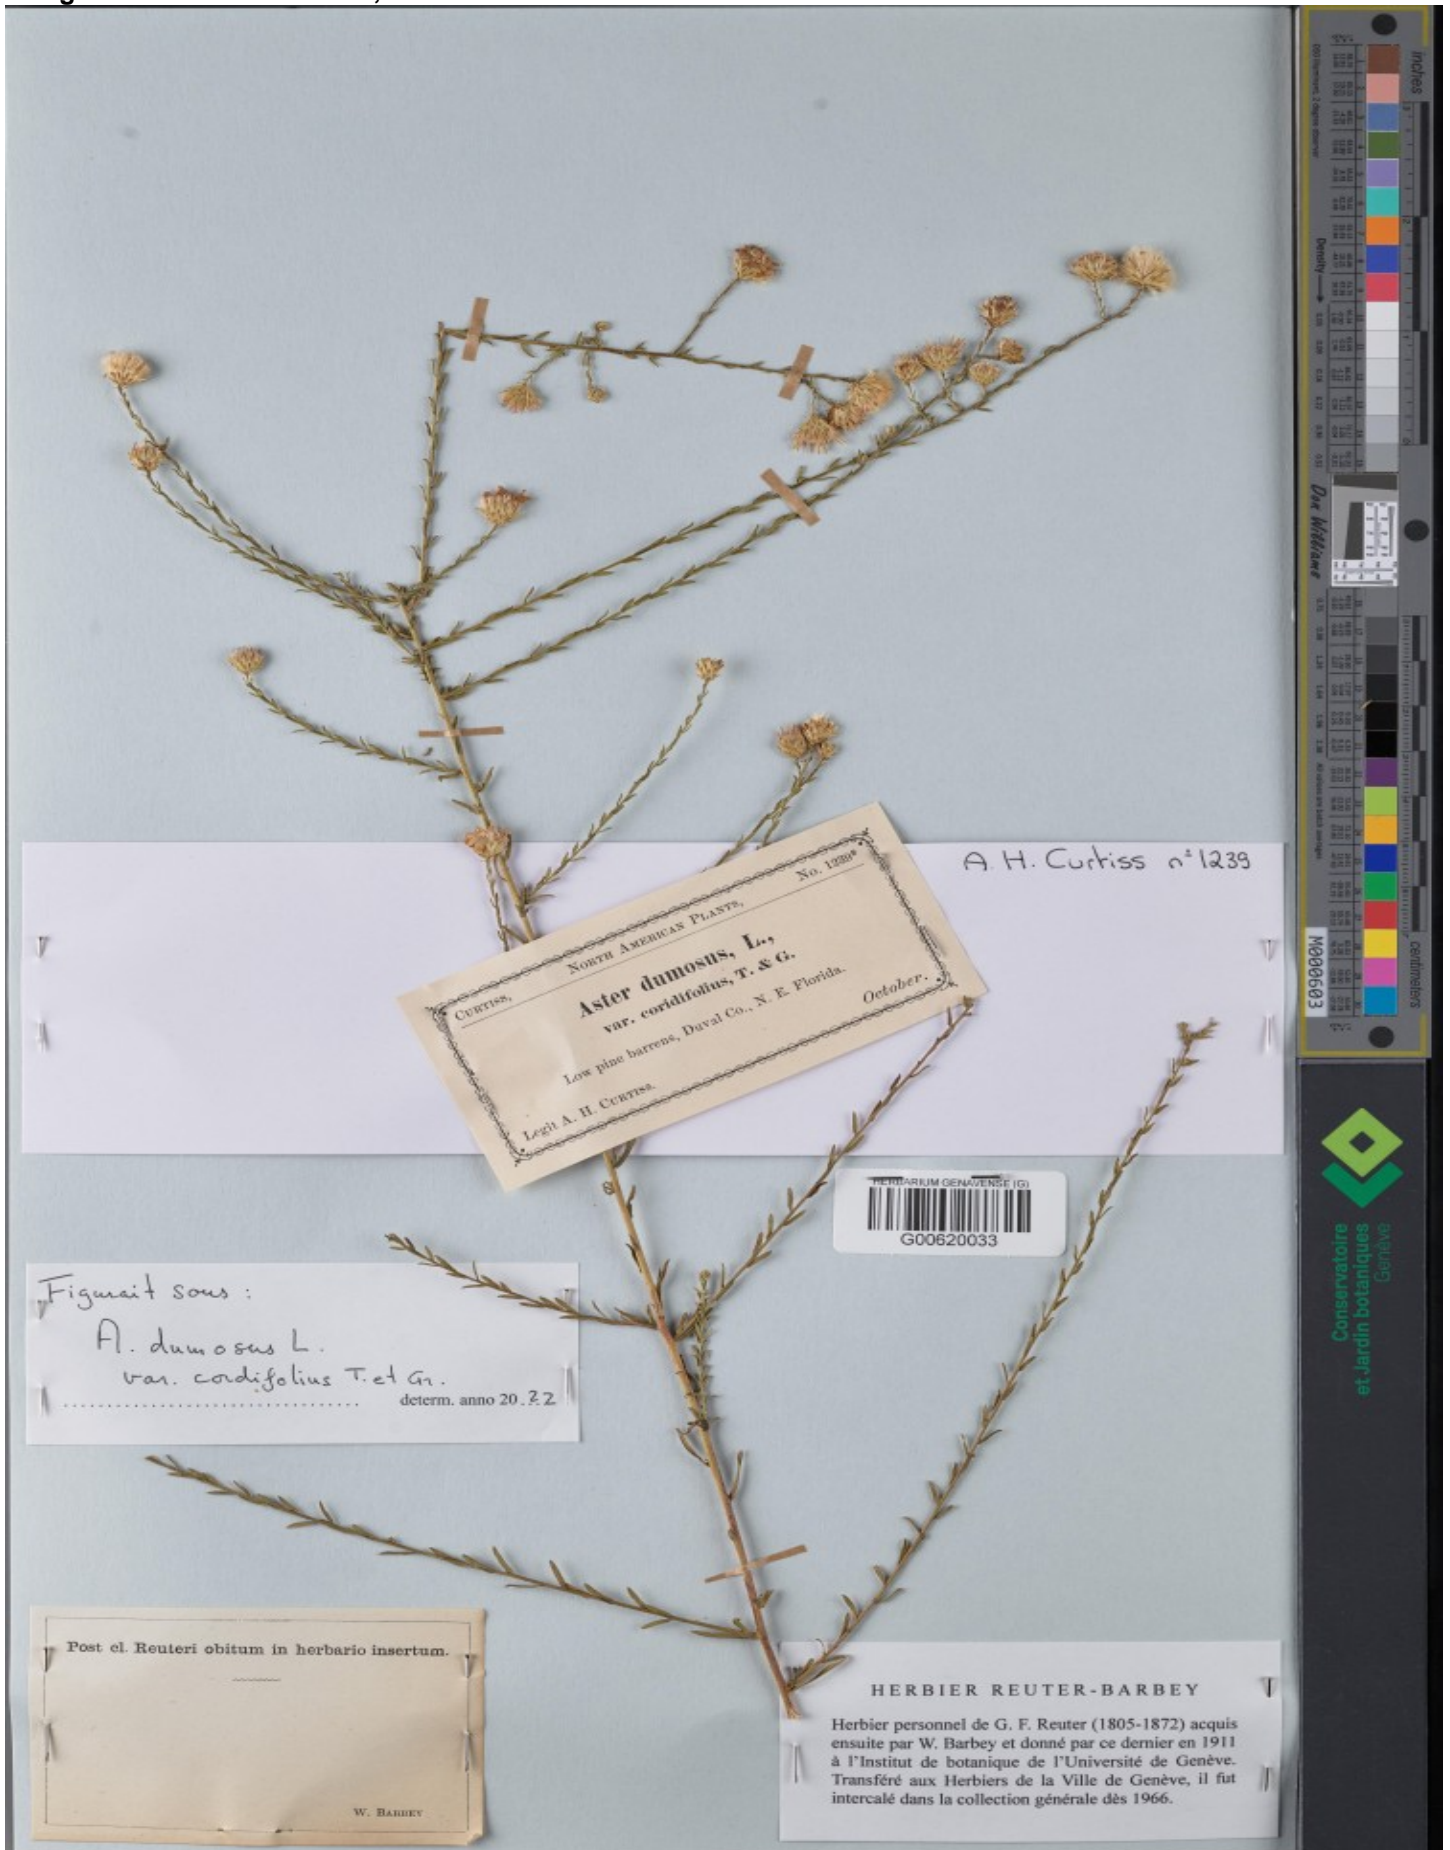 A. H. Curtiss n° 1239
CURTISS, NORTH AMERICAN PLANTS, No. 1239*
Aster dumosus, L.,
var. coridifolius, T. & G.
Low pine barrens, Duval Co., N. E. Florida.
Legit A. H. CURTISS. October.
HERBARIUM GENAVENSE (G)
G00620033
Figurait sous :
A. dumosus L.
var. cordifolius T. et Gr.
determ. anno 20.22
Post cl. Reuteri obitum in herbario insertum.
W. BARBEY
HERBIER REUTER-BARBEY
Herbier personnel de G. F. Reuter (1805-1872) acquis
ensuite par W. Barbey et donné par ce dernier en 1911
à l'Institut de botanique de l'Université de Genève.
Transféré aux Herbiers de la Ville de Genève, il fut
intercalé dans la collection générale dès 1966.
inches
Density
Don Williams
M000603
centimeters
Conservatoire
et Jardin botaniques
Genève